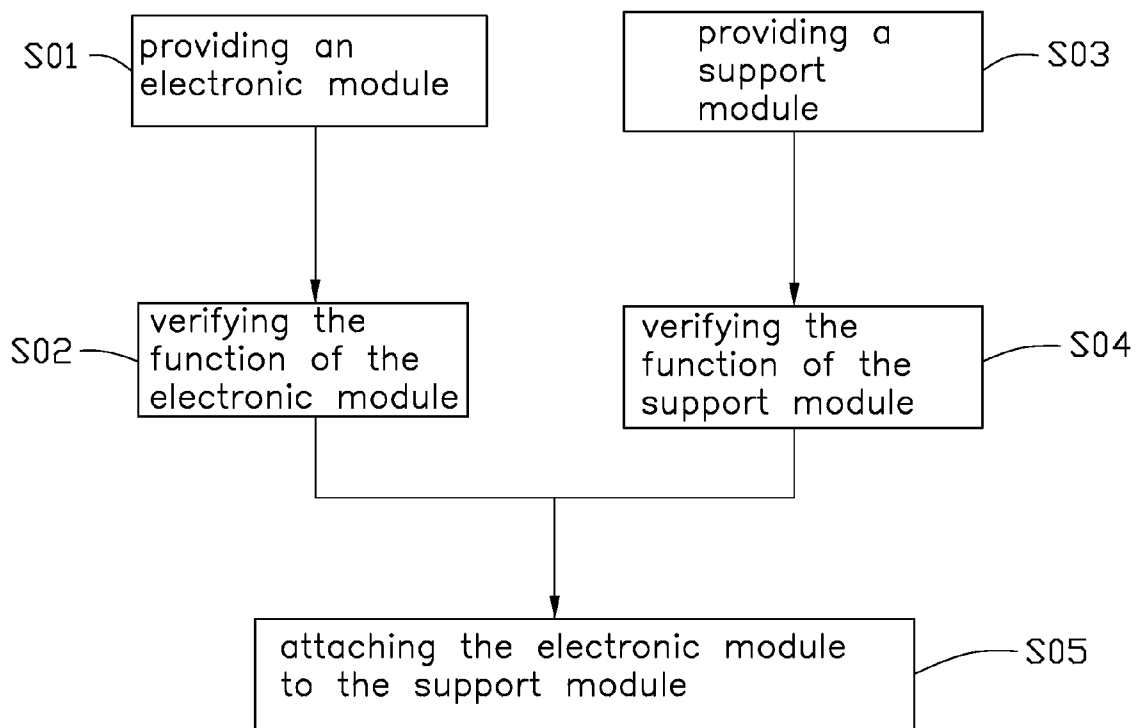 S01
providing an
electronic module
providing a
support
module
S03
S02
verifying the
function of the
electronic module
verifying the
function of the
support module
S04
attaching the electronic module
to the support module
S05